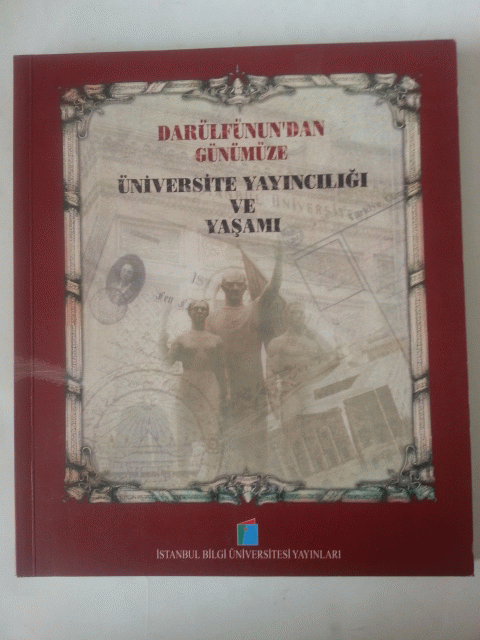 DARÜLFÜNUN'DAN
GÜNÜMÜZE
ÜNİVERSİTE YAYINCILIĞI
VE
YAŞAMI
İSTANBUL BİLGİ ÜNİVERSİTESİ YAYINLARI